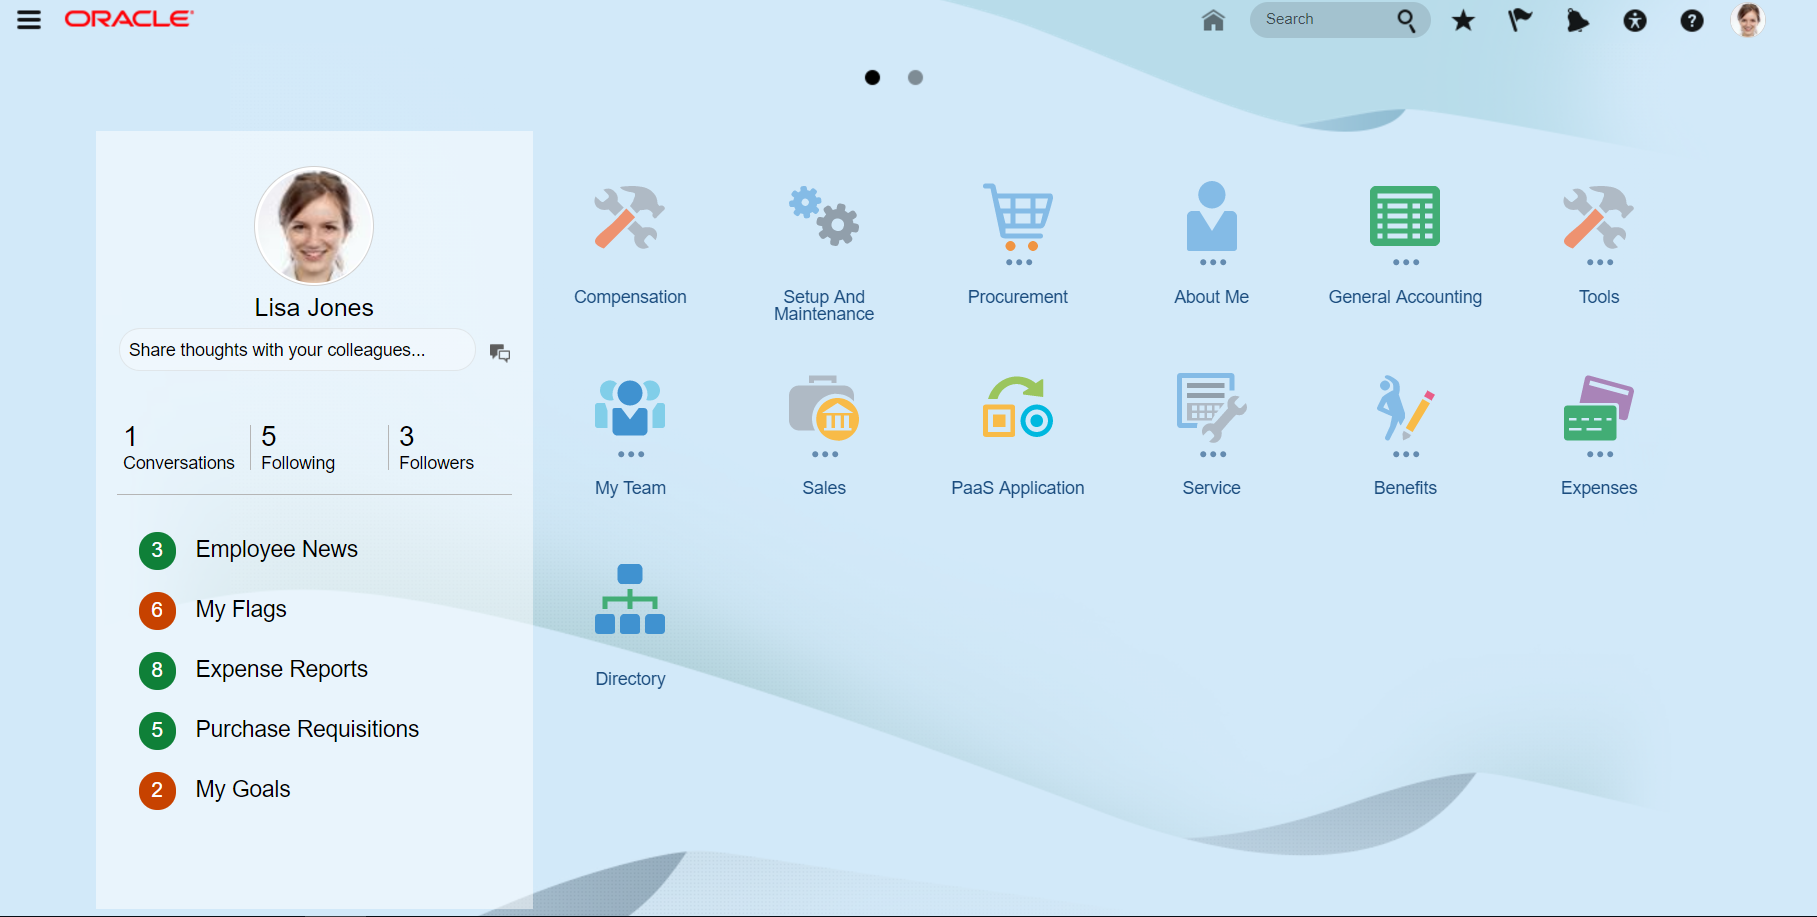 ORACLE
Search
Lisa Jones
Share thoughts with your colleagues...
1
Conversations
5
Following
3
Followers
3 Employee News
6 My Flags
8 Expense Reports
5 Purchase Requisitions
2 My Goals
Compensation
Setup And
Maintenance
Procurement
About Me
General Accounting
Tools
My Team
Sales
PaaS Application
Service
Benefits
Expenses
Directory